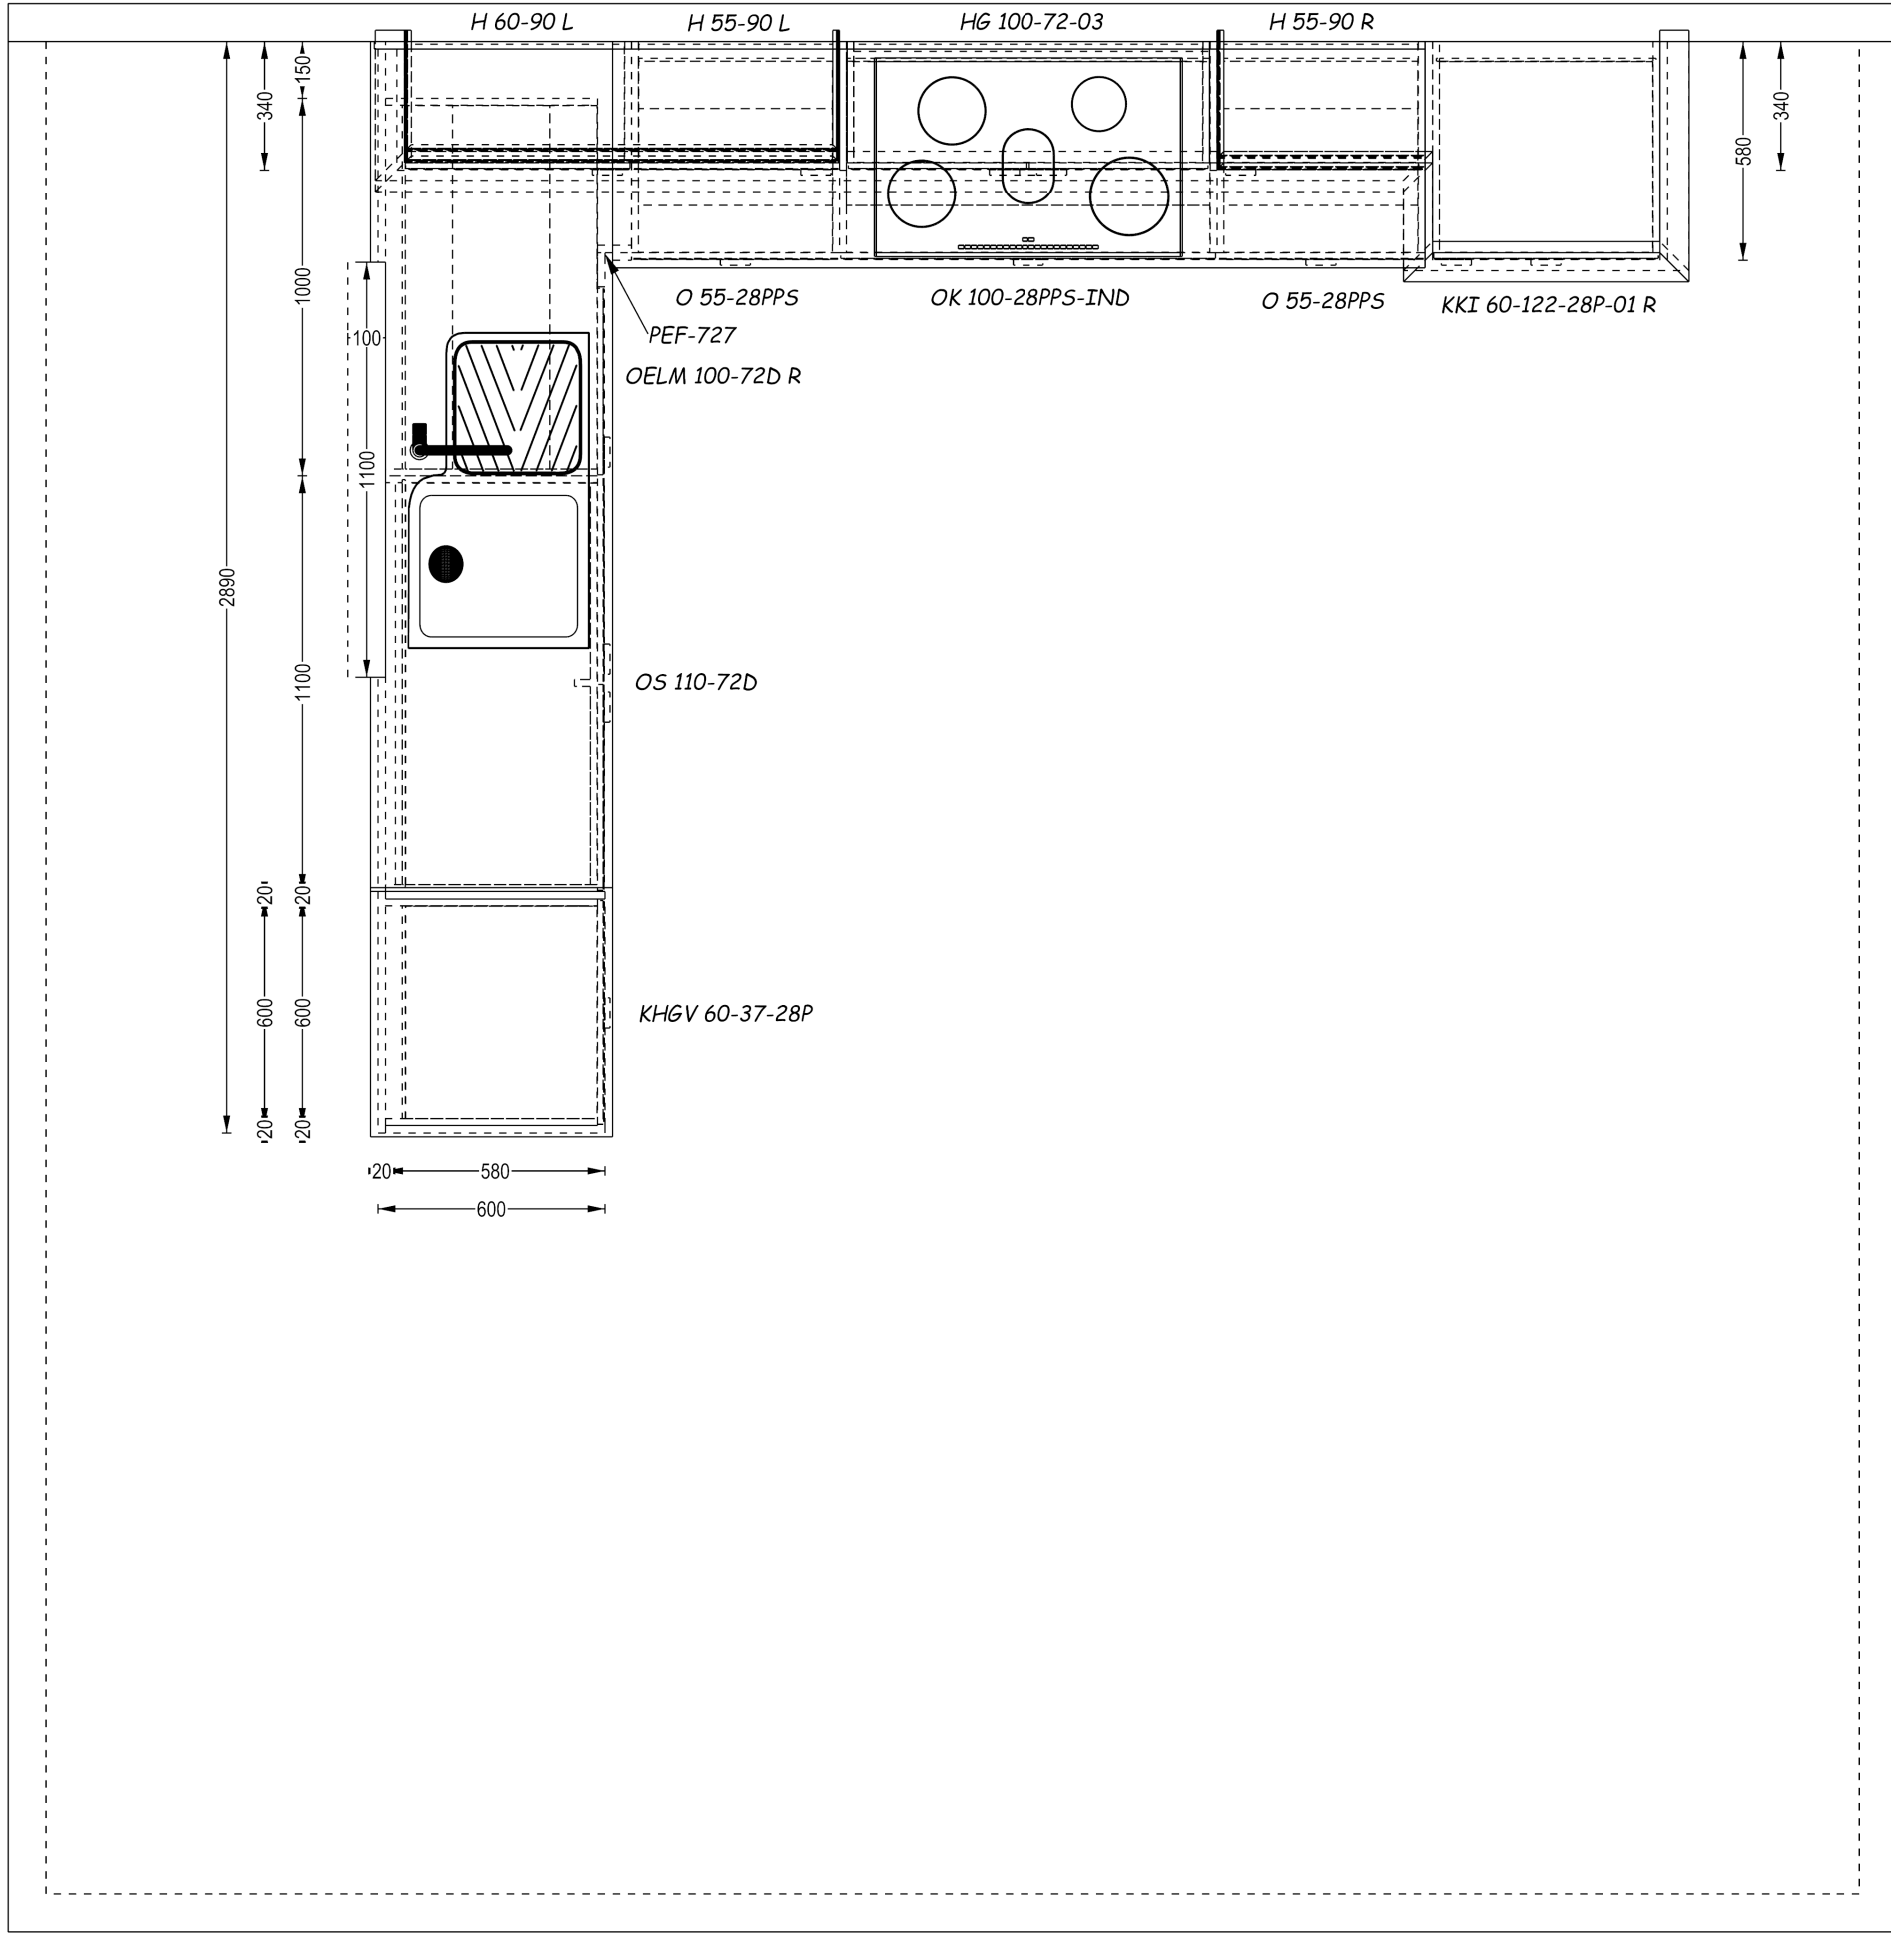 H 60-90 L
H 55-90 L
HG 100-72-03
H 55-90 R
150
340
340
580
1000
O 55-28PPS
OK 100-28PPS-IND
O 55-28PPS
KKI 60-122-28P-01 R
100
PEF-727
OELM 100-72D R
1100
2890
1100
OS 110-72D
20
20
600
600
KHGV 60-37-28P
20
20
20
580
600